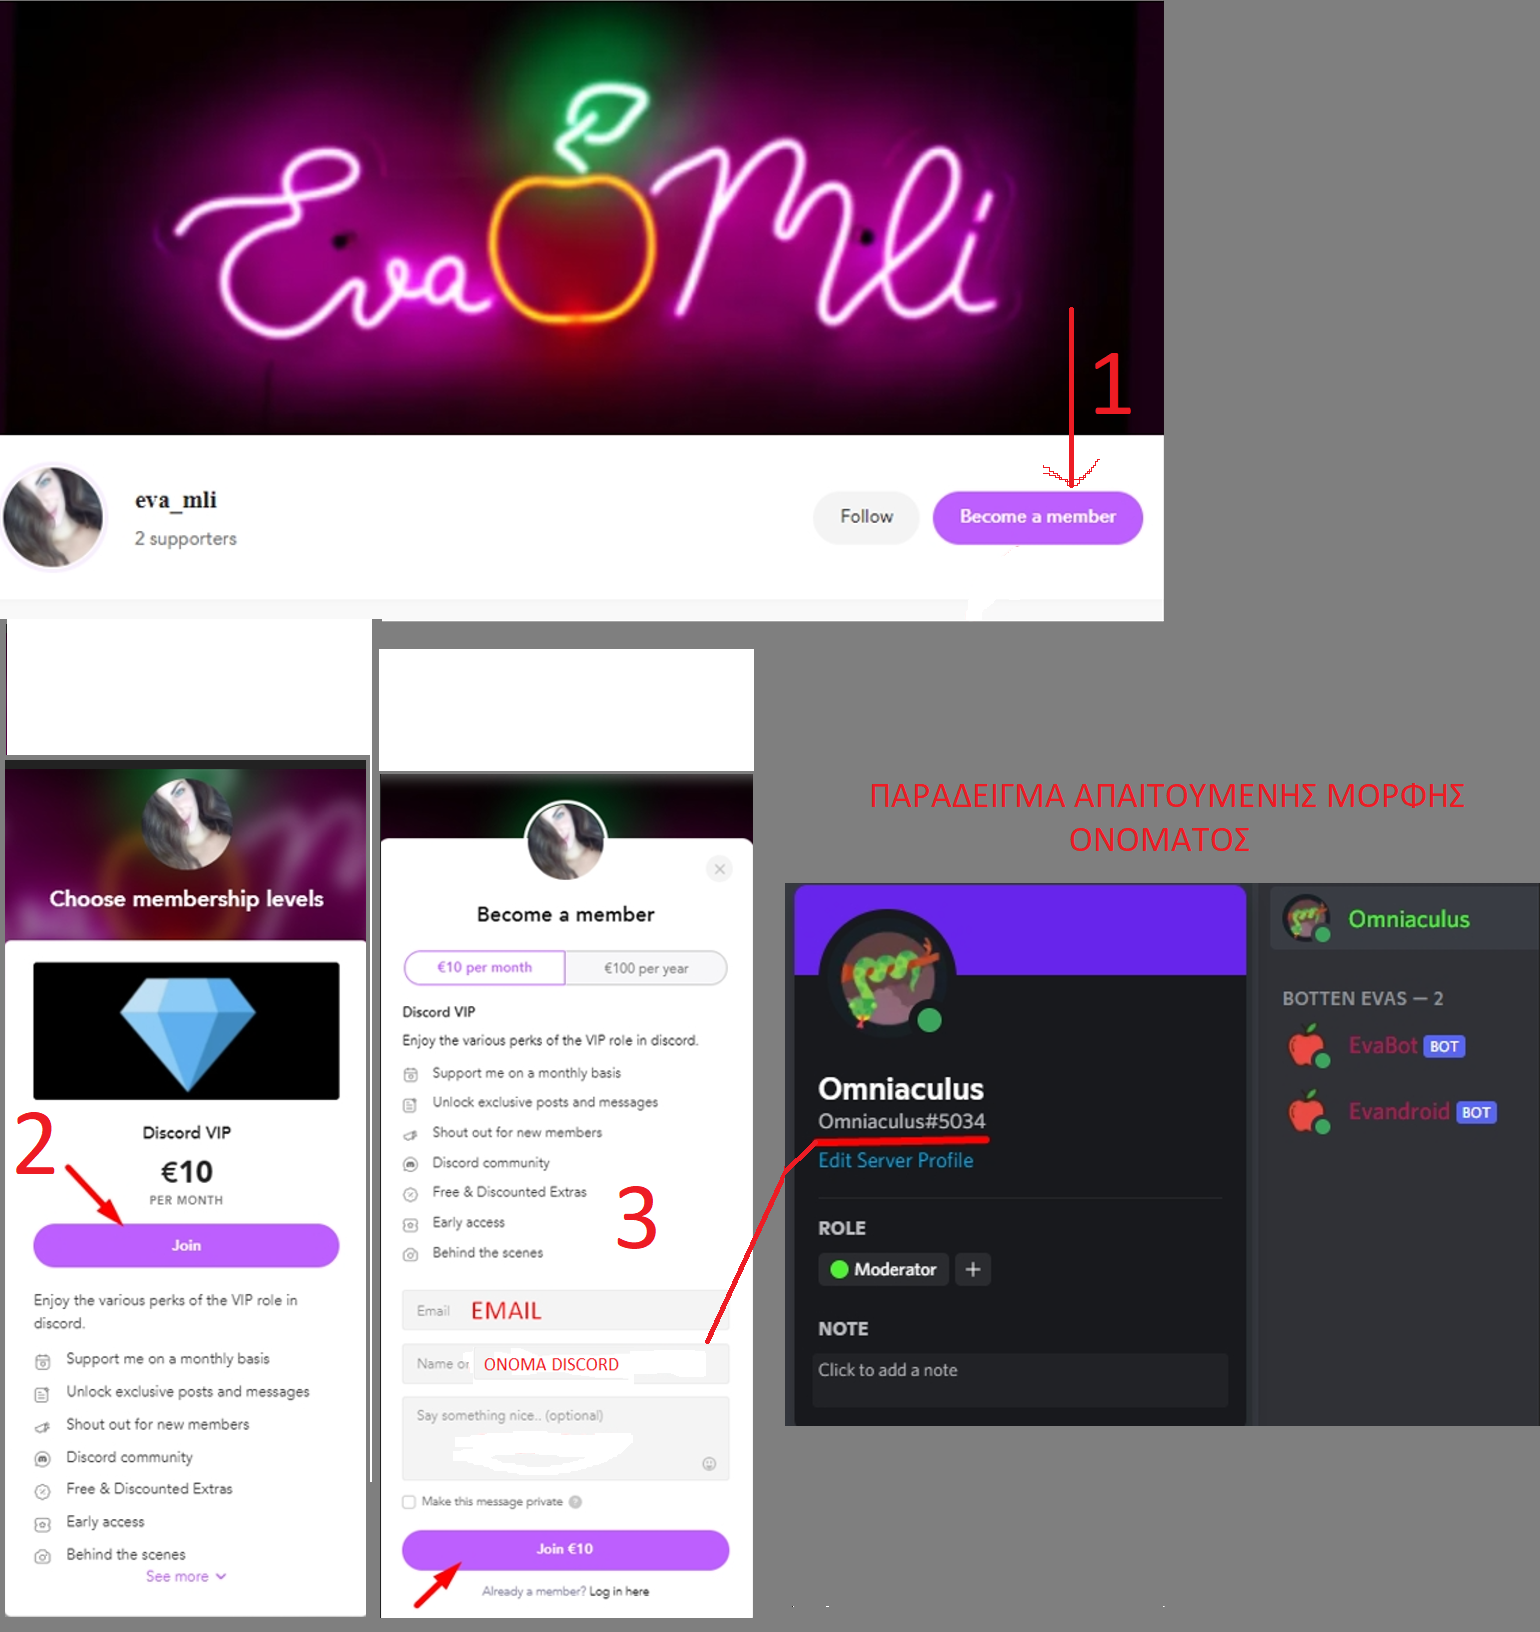 Eva Mli
1
eva_mli
2 supporters
Follow
Become a member
Choose membership levels
2
Discord VIP
€10
PER MONTH
Join
Enjoy the various perks of the VIP role in
discord.
Support me on a monthly basis
Unlock exclusive posts and messages
Shout out for new members
Discord community
Free & Discounted Extras
Early access
Behind the scenes
See more
Become a member
€10 per month
€100 per year
Discord VIP
Enjoy the various perks of the VIP role in discord.
Support me on a monthly basis
Unlock exclusive posts and messages
Shout out for new members
Discord community
Free & Discounted Extras
Early access
Behind the scenes
3
Email EMAIL
Name or ΟΝΟΜΑ DISCORD
Say something nice.. (optional)
Make this message private ?
Join €10
Already a member? Log in here
ΠΑΡΑΔΕΙΓΜΑ ΑΠΑΙΤΟΥΜΕΝΗΣ ΜΟΡΦΗΣ
ΟΝΟΜΑΤΟΣ
Omniaculus
Omniaculus#5034
Edit Server Profile
ROLE
Moderator +
NOTE
Click to add a note
Omniaculus
BOTTEN EVAS — 2
EvaBot BOT
Evandroid BOT